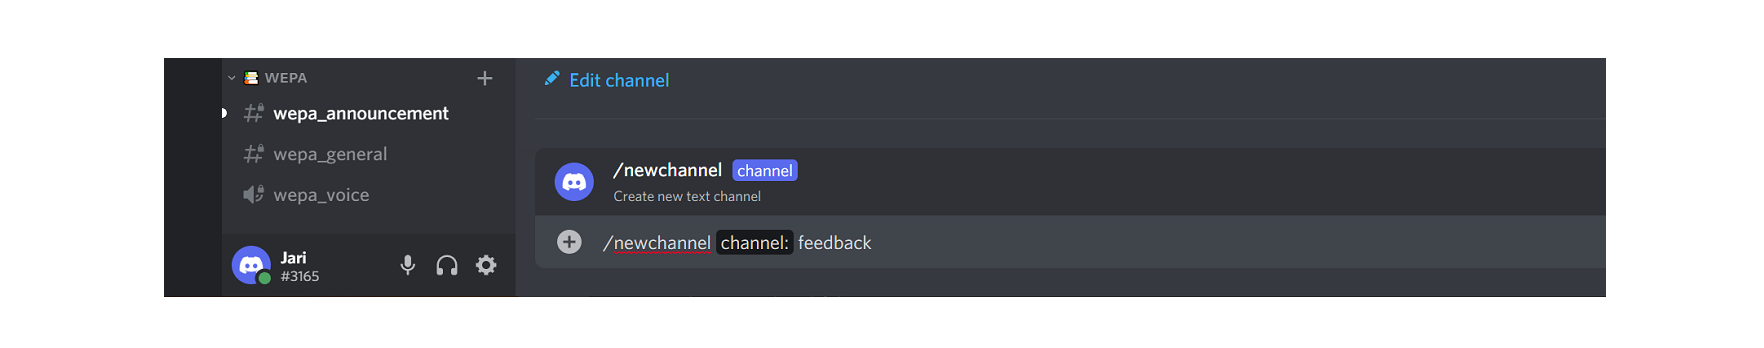 WEPA
wepa_announcement
wepa_general
wepa_voice
Jari
#3165
Edit channel
/newchannel channel
Create new text channel
/newchannel channel: feedback